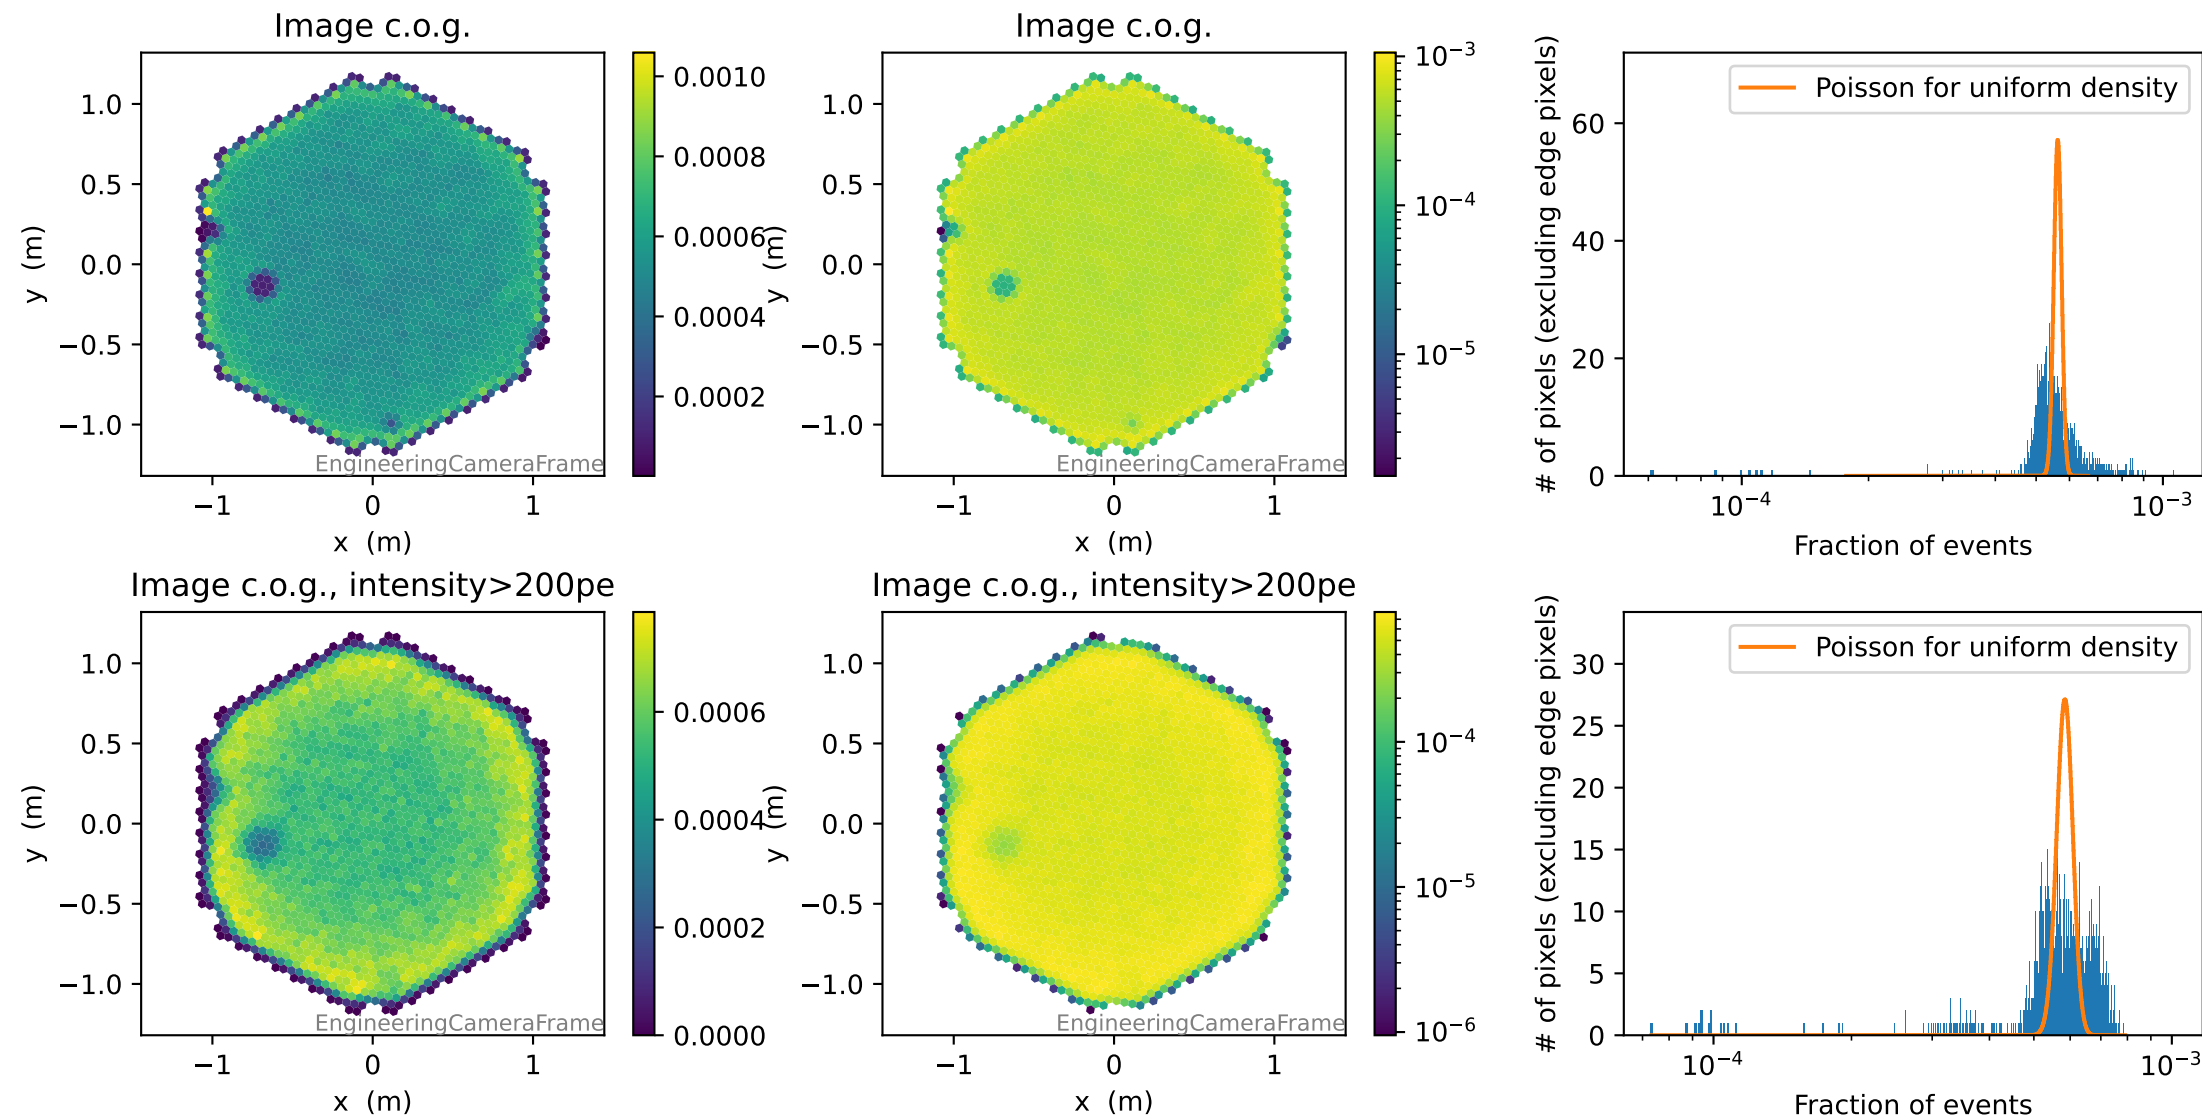 Image c.o.g.
1.0
0.5
0.0
−0.5
−1.0
y (m)
−1
0
1
x (m)
EngineeringCameraFrame
0.0010
0.0008
0.0006
0.0004
0.0002
Image c.o.g.
1.0
0.5
0.0
−0.5
−1.0
y (m)
−1
0
1
x (m)
EngineeringCameraFrame
10⁻³
10⁻⁴
10⁻⁵
Poisson for uniform density
60
40
20
0
# of pixels (excluding edge pixels)
10⁻⁴
10⁻³
Fraction of events
Image c.o.g., intensity>200pe
1.0
0.5
0.0
−0.5
−1.0
y (m)
−1
0
1
x (m)
EngineeringCameraFrame
0.0006
0.0004
0.0002
0.0000
Image c.o.g., intensity>200pe
1.0
0.5
0.0
−0.5
−1.0
y (m)
−1
0
1
x (m)
EngineeringCameraFrame
10⁻⁴
10⁻⁵
10⁻⁶
Poisson for uniform density
30
25
20
15
10
5
0
# of pixels (excluding edge pixels)
10⁻⁴
10⁻³
Fraction of events